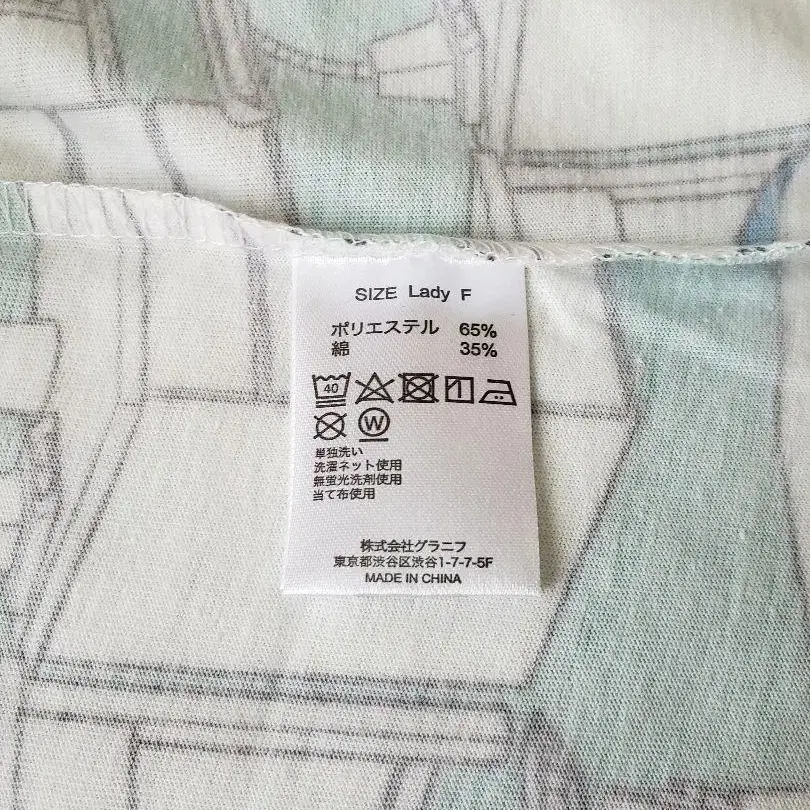 SIZE Lady F
ポリエステル 65%
綿 35%
40
W
単独洗い
洗濯ネット使用
無蛍光洗剤使用
当て布使用
株式会社グラニフ
東京都渋谷区渋谷1-7-7-5F
MADE IN CHINA